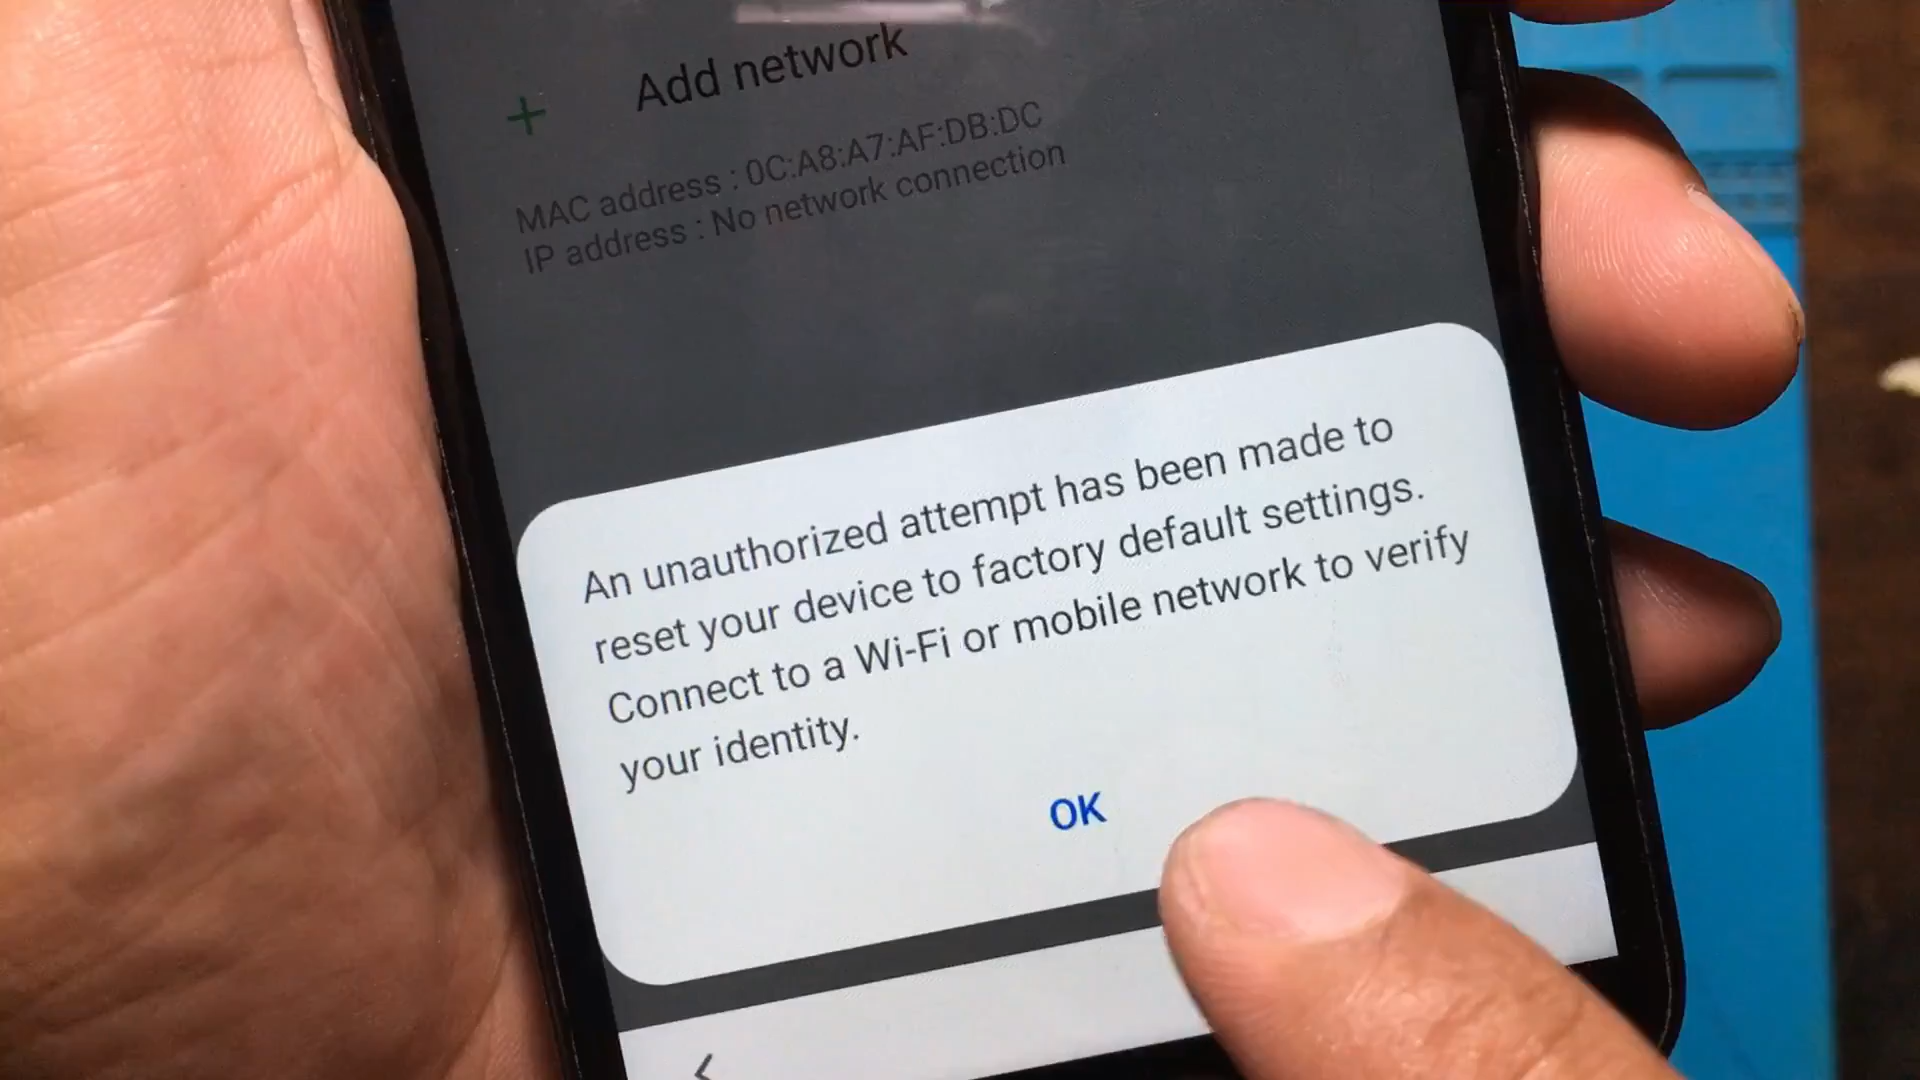 + Add network
MAC address : 0C:A8:A7:AF:DB:DC
IP address : No network connection
An unauthorized attempt has been made to
reset your device to factory default settings.
Connect to a Wi-Fi or mobile network to verify
your identity.
OK